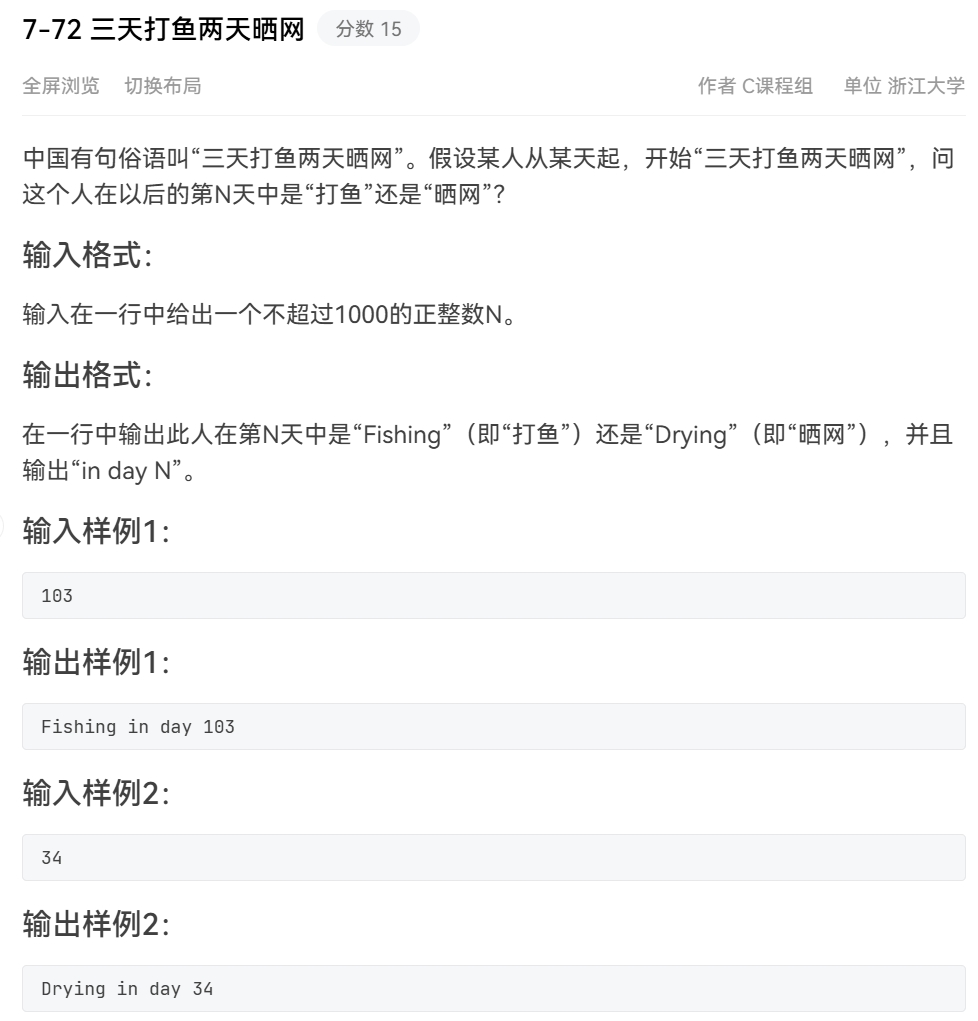 7-72 三天打鱼两天晒网 分数 15
全屏浏览 切换布局 作者 C课程组 单位 浙江大学
中国有句俗语叫“三天打鱼两天晒网”。假设某人从某天起，开始“三天打鱼两天晒网”，问
这个人在以后的第N天中是“打鱼”还是“晒网”？
输入格式：
输入在一行中给出一个不超过1000的正整数N。
输出格式：
在一行中输出此人在第N天中是“Fishing”（即“打鱼”）还是“Drying”（即“晒网”），并且
输出“in day N”。
输入样例1：
103
输出样例1：
Fishing in day 103
输入样例2：
34
输出样例2：
Drying in day 34